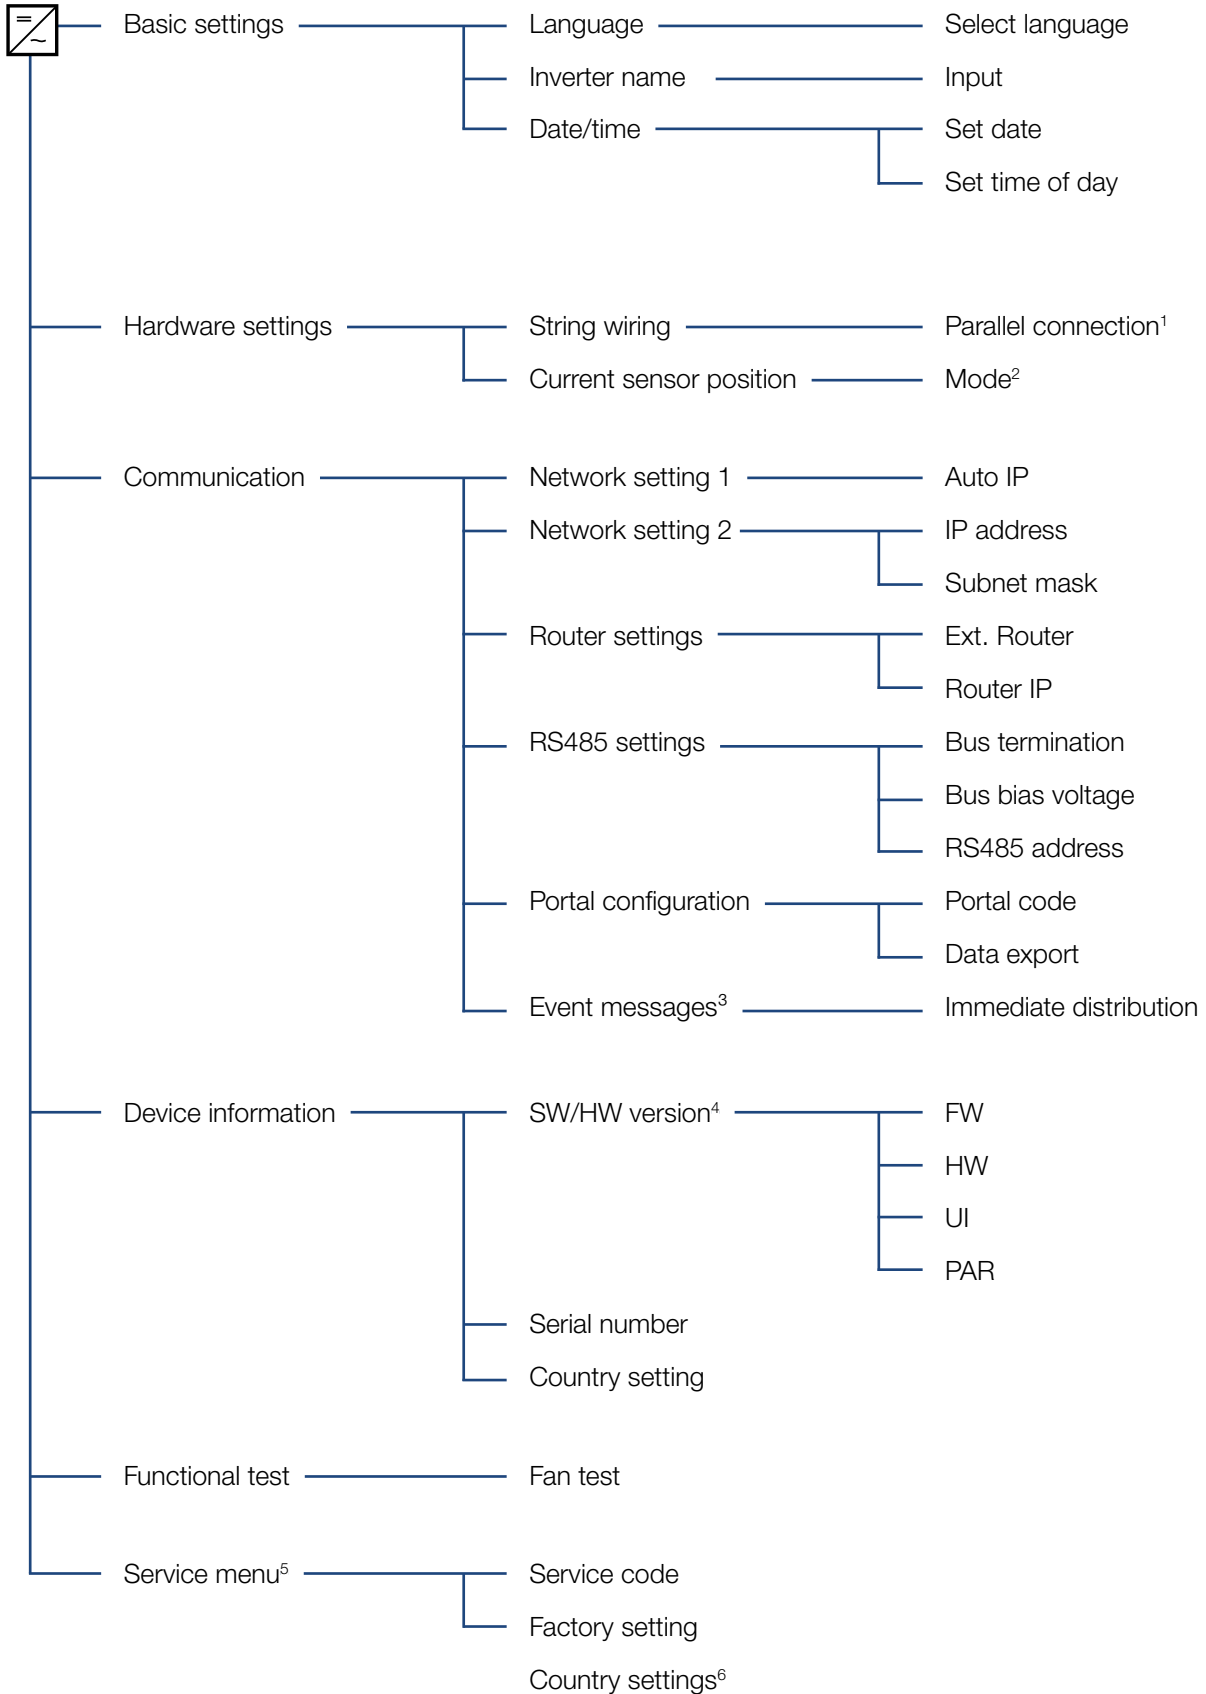 Basic settings Language Select language
Inverter name Input
Date/time Set date
Set time of day
Hardware settings String wiring Parallel connection¹
Current sensor position Mode²
Communication Network setting 1 Auto IP
Network setting 2 IP address
Subnet mask
Router settings Ext. Router
Router IP
RS485 settings Bus termination
Bus bias voltage
RS485 address
Portal configuration Portal code
Data export
Event messages³ Immediate distribution
Device information SW/HW version⁴ FW
HW
UI
PAR
Serial number
Country setting
Functional test Fan test
Service menu⁵ Service code
Factory setting
Country settings⁶